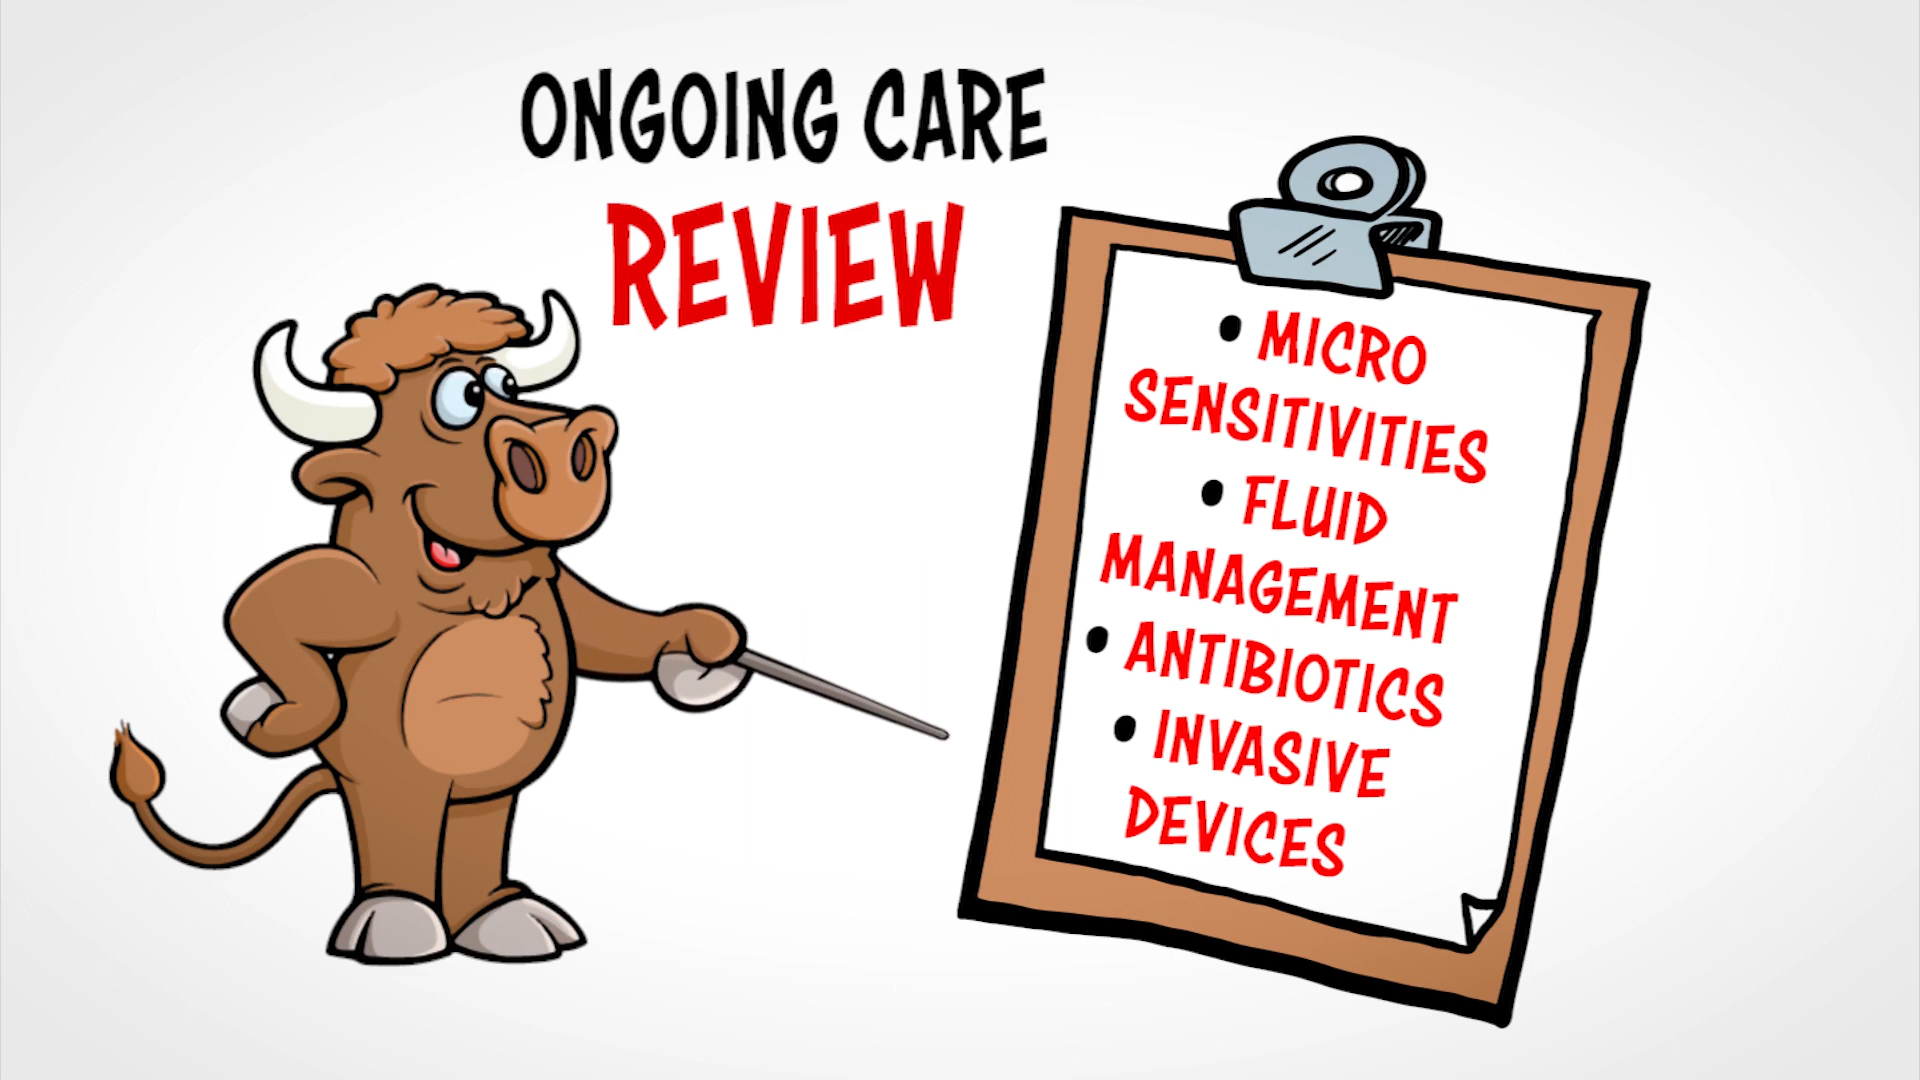 ONGOING CARE
REVIEW
• MICRO
SENSITIVITIES
• FLUID
MANAGEMENT
• ANTIBIOTICS
• INVASIVE
DEVICES